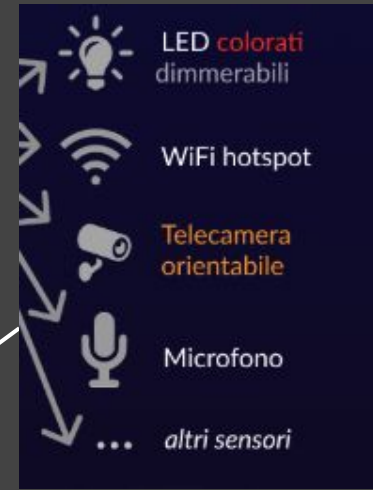 LED colorati
dimmerabili
WiFi hotspot
Telecamera
orientabile
Microfono
... altri sensori